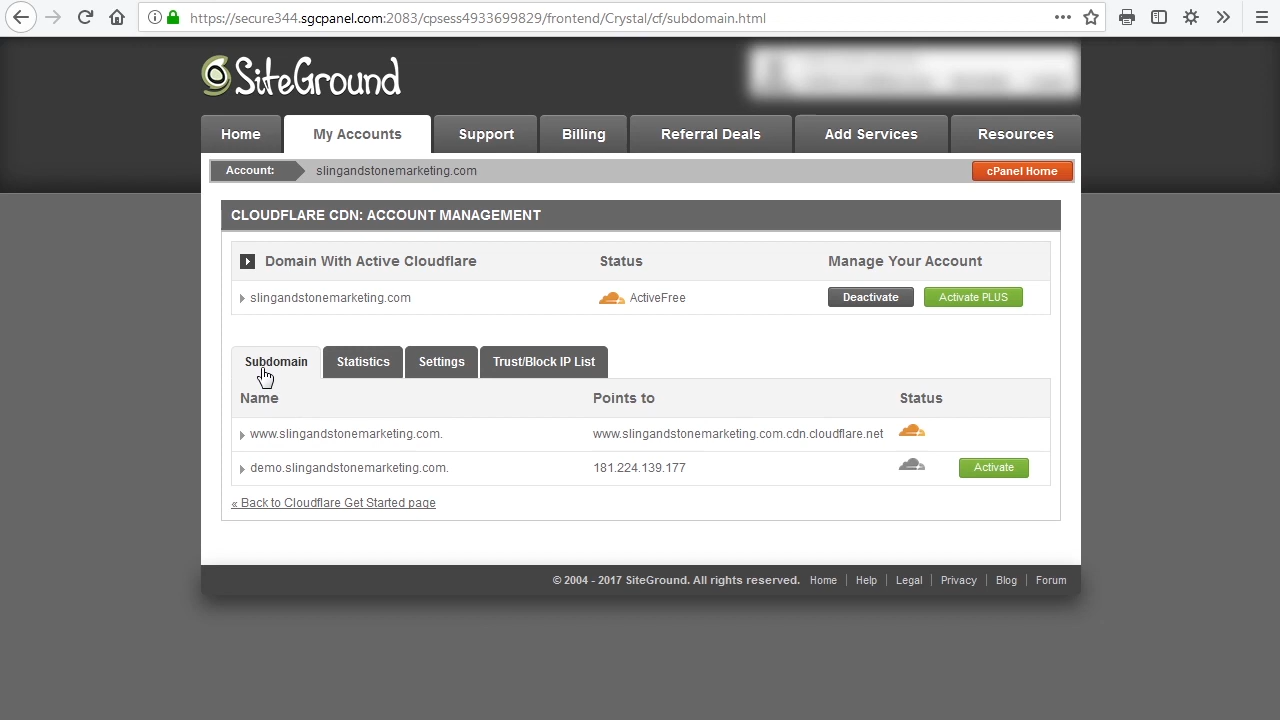 https://secure344.sgcpanel.com:2083/cpsess4933699829/frontend/Crystal/cf/subdomain.html
SiteGround
Home My Accounts Support Billing Referral Deals Add Services Resources
Account: slingandstonemarketing.com cPanel Home
CLOUDFLARE CDN: ACCOUNT MANAGEMENT
Domain With Active Cloudflare Status Manage Your Account
slingandstonemarketing.com ActiveFree Deactivate Activate PLUS
Subdomain Statistics Settings Trust/Block IP List
Name Points to Status
www.slingandstonemarketing.com. www.slingandstonemarketing.com.cdn.cloudflare.net
demo.slingandstonemarketing.com. 181.224.139.177 Activate
« Back to Cloudflare Get Started page
© 2004 - 2017 SiteGround. All rights reserved. Home | Help | Legal | Privacy | Blog | Forum